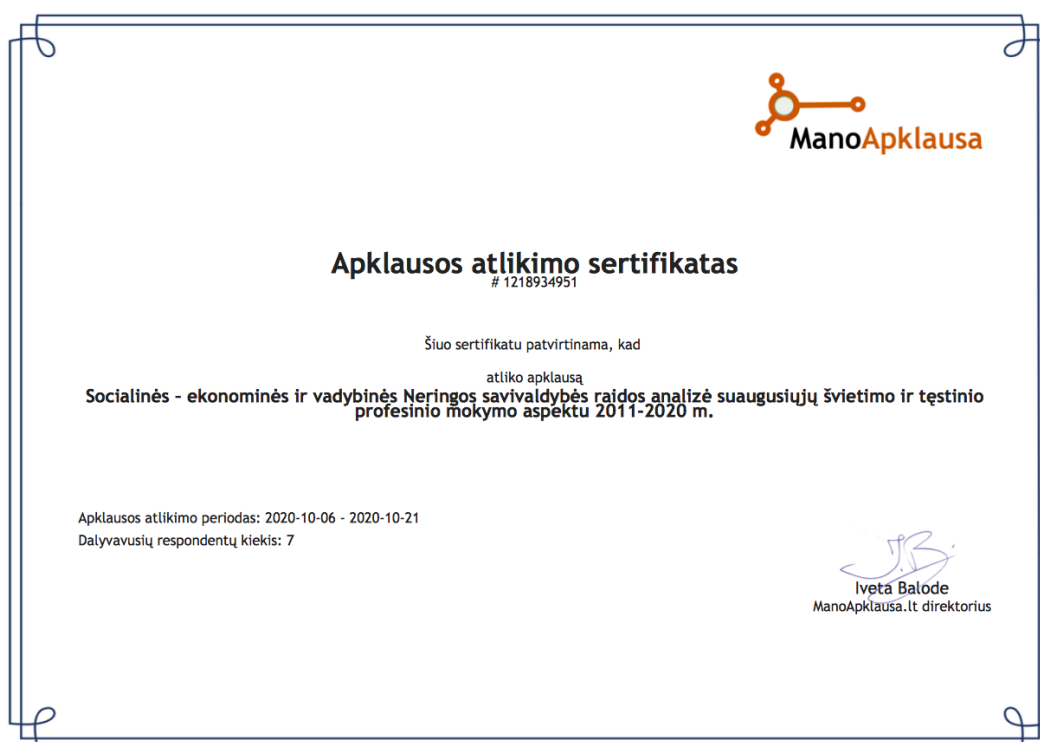 ManoApklausa
Apklausos atlikimo sertifikatas
# 1218934951
Šiuo sertifikatu patvirtinama, kad
atliko apklausą
Socialinės - ekonominės ir vadybinės Neringos savivaldybės raidos analizė suaugusiųjų švietimo ir tęstinio
profesinio mokymo aspektu 2011-2020 m.
Apklausos atlikimo periodas: 2020-10-06 - 2020-10-21
Dalyvavusių respondentų kiekis: 7
J.B.
Iveta Balode
ManoApklausa.lt direktorius